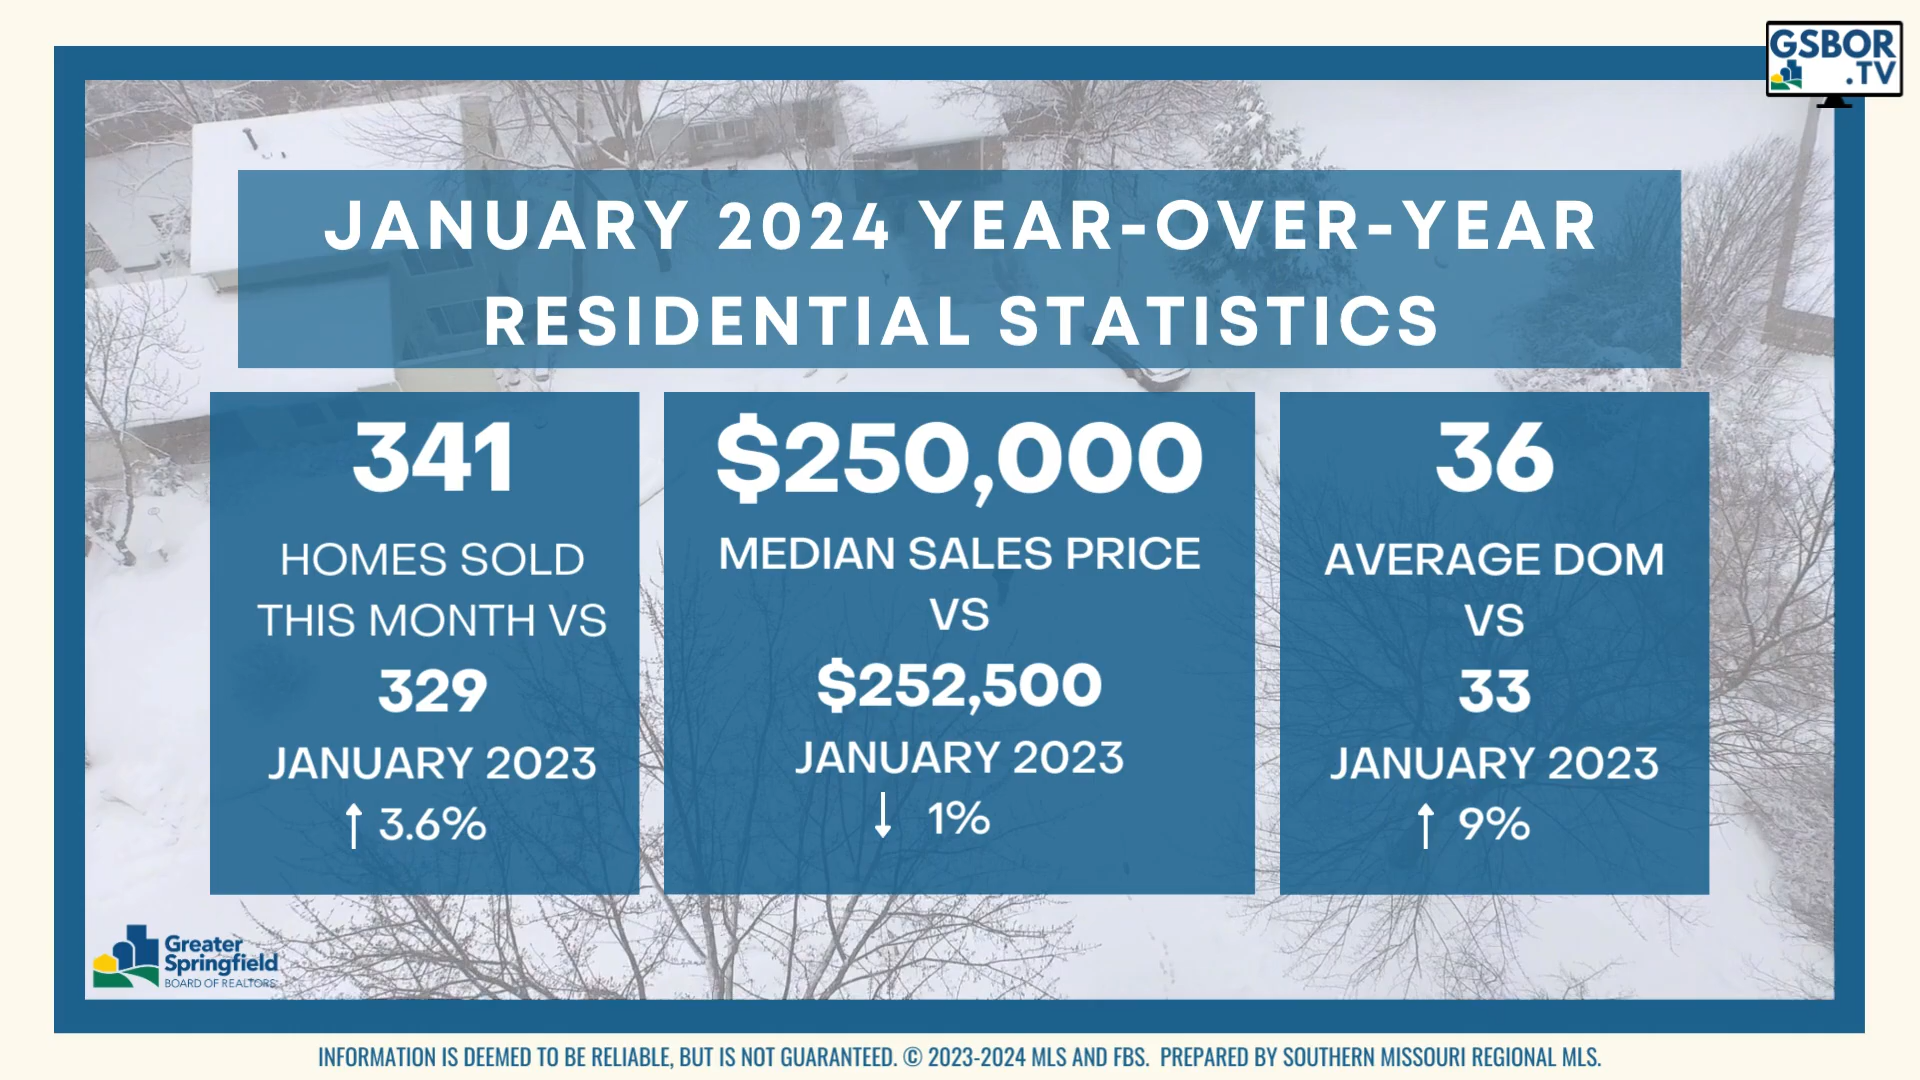 GSBOR
.TV
JANUARY 2024 YEAR-OVER-YEAR
RESIDENTIAL STATISTICS
341
HOMES SOLD
THIS MONTH VS
329
JANUARY 2023
↑ 3.6%
$250,000
MEDIAN SALES PRICE
VS
$252,500
JANUARY 2023
↓ 1%
36
AVERAGE DOM
VS
33
JANUARY 2023
↑ 9%
Greater
Springfield
BOARD OF REALTORS
INFORMATION IS DEEMED TO BE RELIABLE, BUT IS NOT GUARANTEED. © 2023-2024 MLS AND FBS. PREPARED BY SOUTHERN MISSOURI REGIONAL MLS.